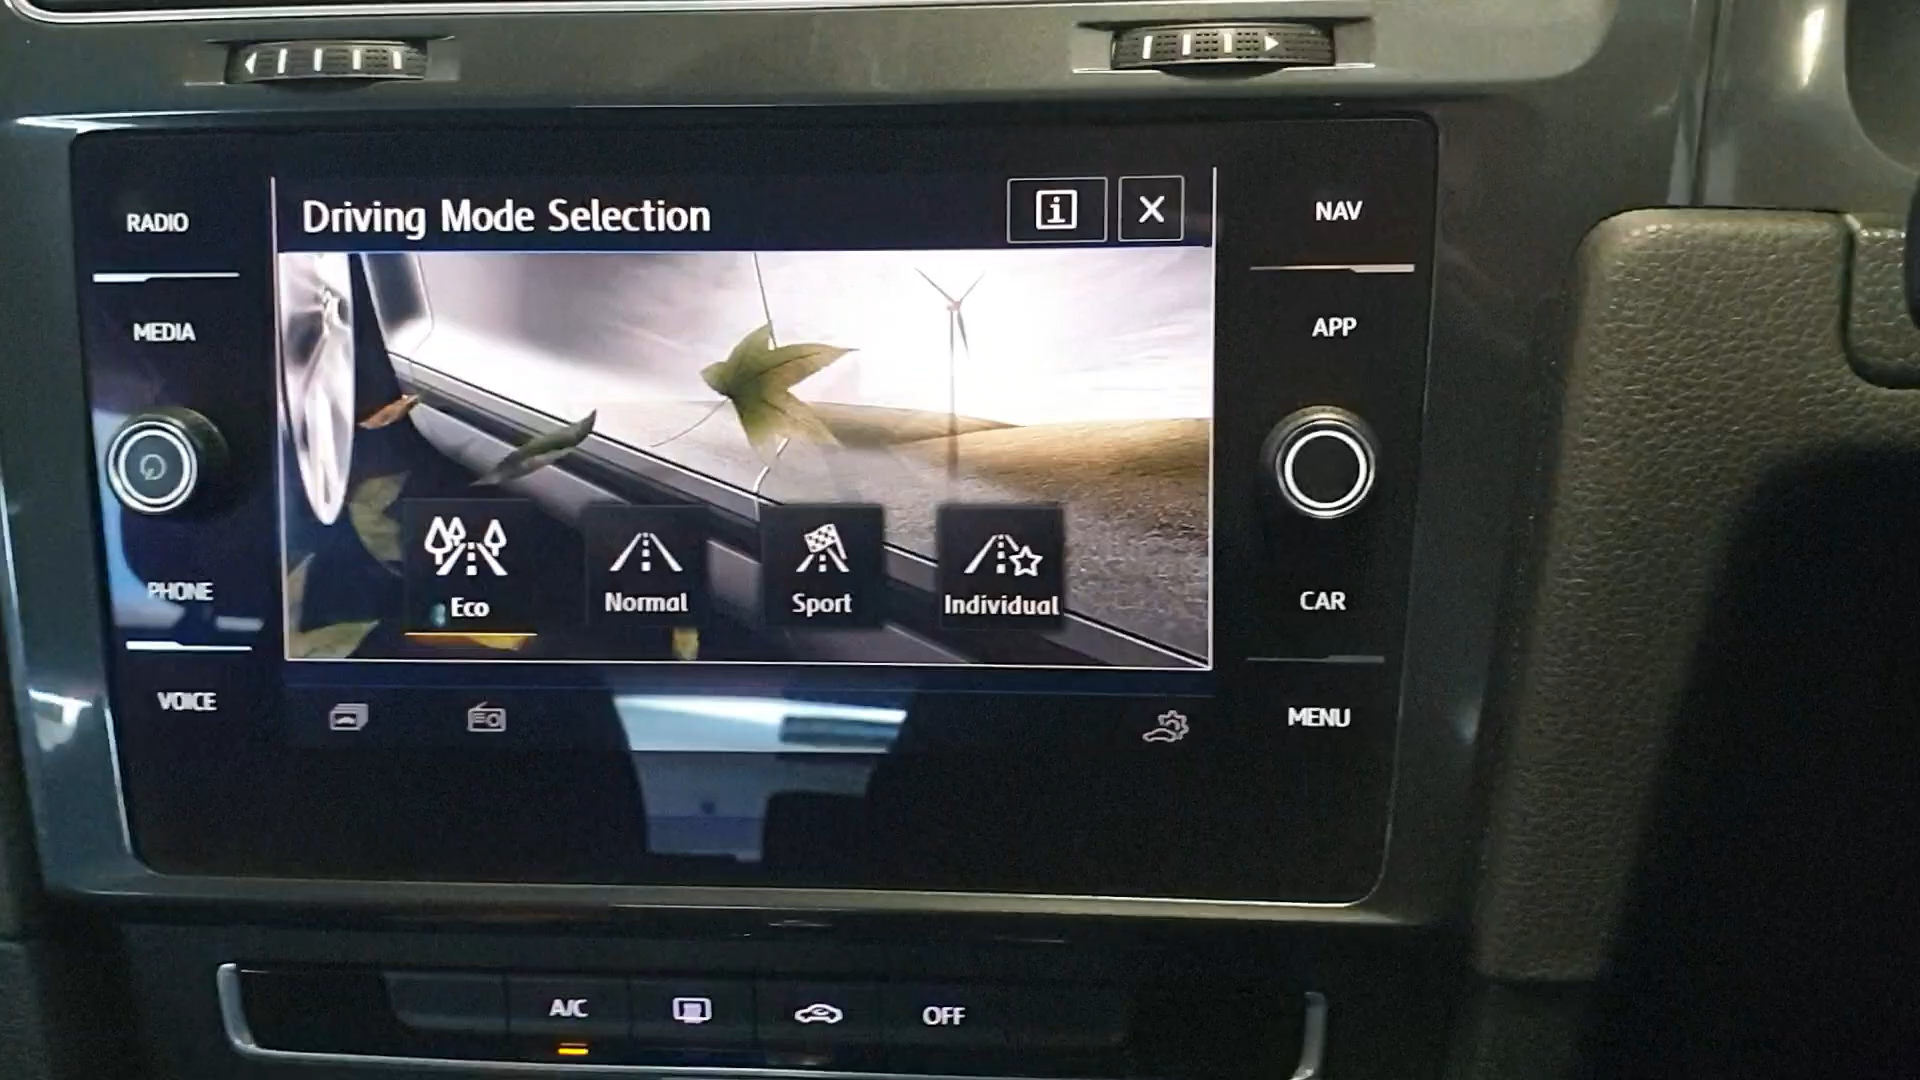 RADIO
MEDIA
PHONE
VOICE
Driving Mode Selection
i
X
Eco
Normal
Sport
Individual
NAV
APP
CAR
MENU
A/C
OFF